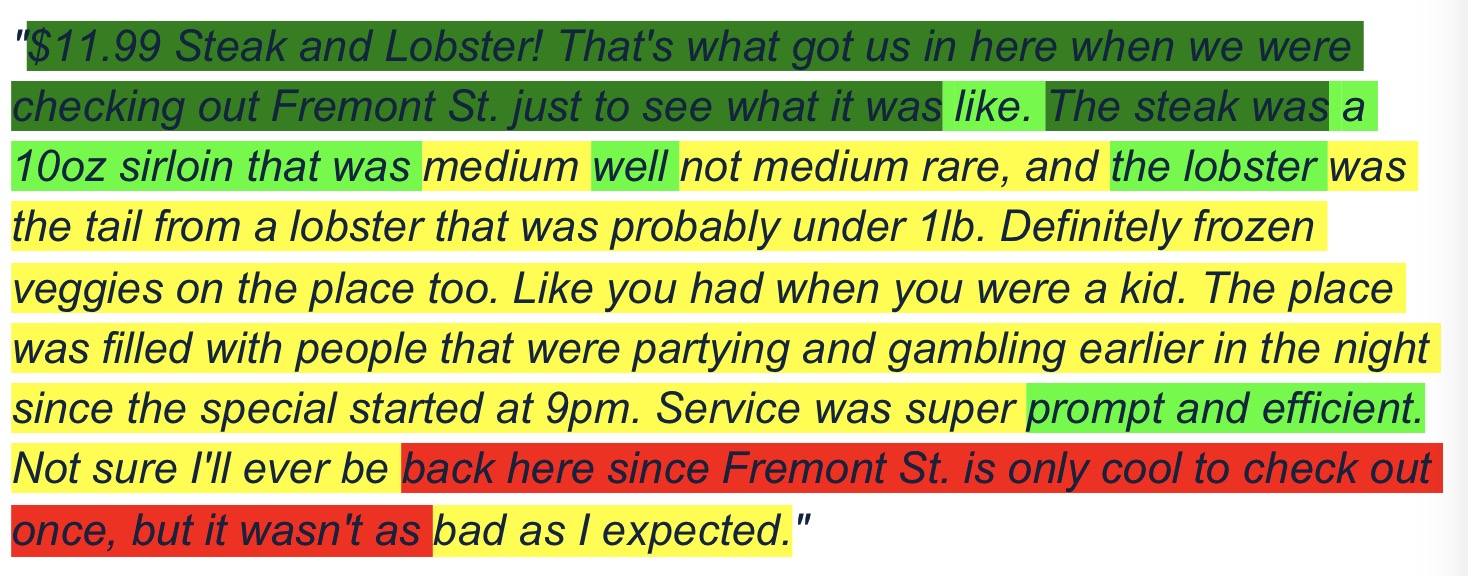 "$11.99 Steak and Lobster! That's what got us in here when we were
checking out Fremont St. just to see what it was like. The steak was a
10oz sirloin that was medium well not medium rare, and the lobster was
the tail from a lobster that was probably under 1lb. Definitely frozen
veggies on the place too. Like you had when you were a kid. The place
was filled with people that were partying and gambling earlier in the night
since the special started at 9pm. Service was super prompt and efficient.
Not sure I'll ever be back here since Fremont St. is only cool to check out
once, but it wasn't as bad as I expected."